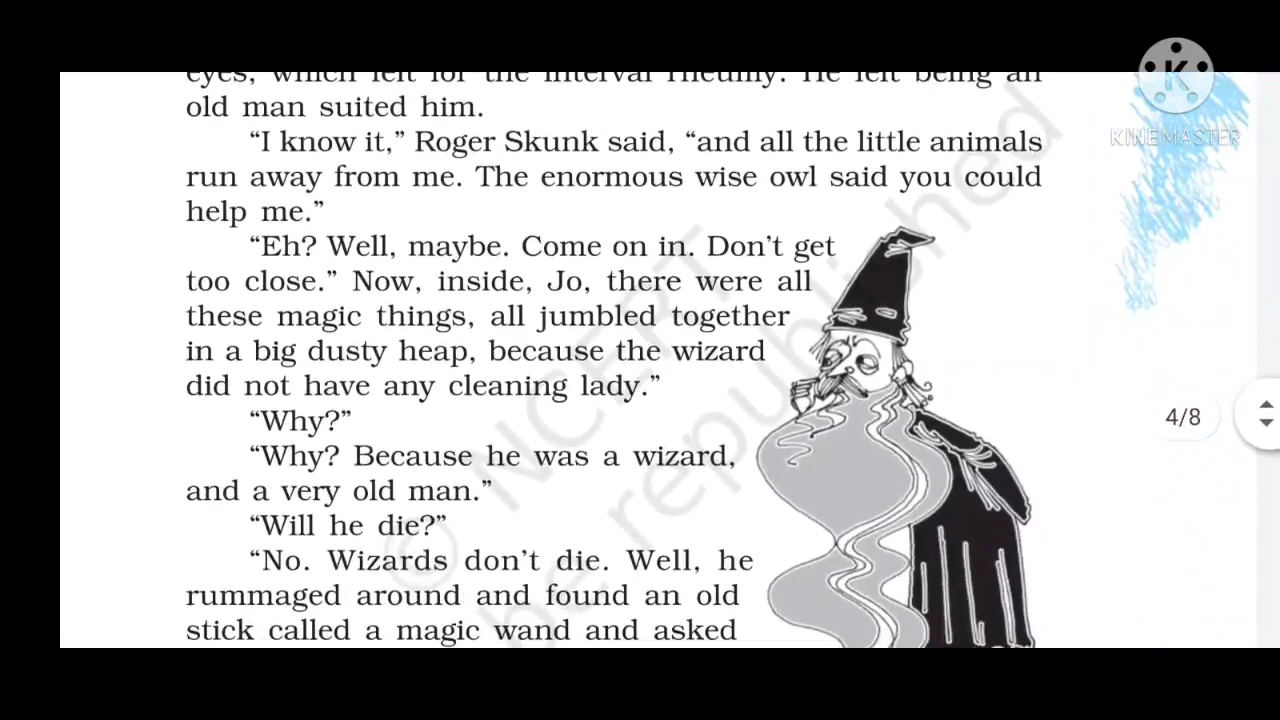 eyes, which felt for the interval rheumy. He felt being an
old man suited him.
“I know it,” Roger Skunk said, “and all the little animals
run away from me. The enormous wise owl said you could
help me.”
“Eh? Well, maybe. Come on in. Don’t get
too close.” Now, inside, Jo, there were all
these magic things, all jumbled together
in a big dusty heap, because the wizard
did not have any cleaning lady.”
“Why?”
“Why? Because he was a wizard,
and a very old man.”
“Will he die?”
“No. Wizards don’t die. Well, he
rummaged around and found an old
stick called a magic wand and asked
© NCERT
be republished
K
KINEMASTER
4/8